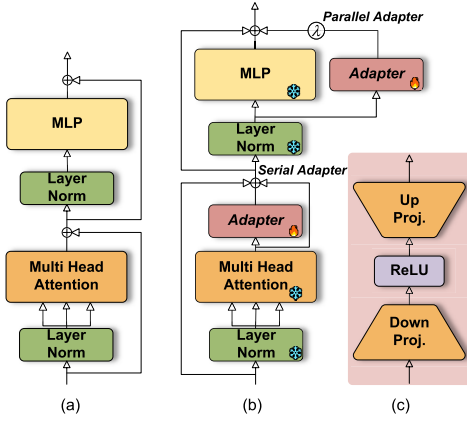 Parallel Adapter
λ
MLP
Adapter
Layer
Norm
Serial Adapter
Adapter
Multi Head
Attention
Layer
Norm
MLP
Layer
Norm
Multi Head
Attention
Layer
Norm
Up
Proj.
ReLU
Down
Proj.
(a)
(b)
(c)